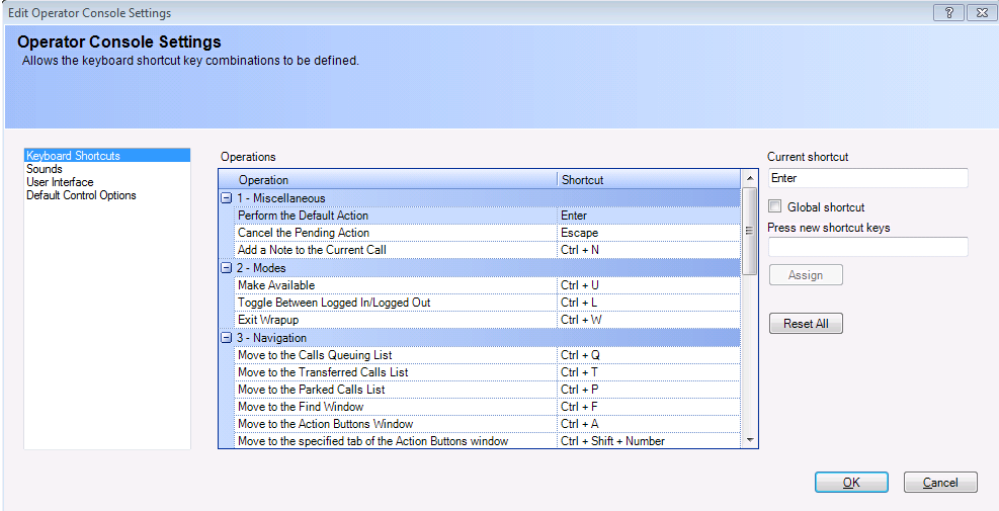 Edit Operator Console Settings
Operator Console Settings
Allows the keyboard shortcut key combinations to be defined.
Keyboard Shortcuts
Sounds
User Interface
Default Control Options
Operations
Operation Shortcut
1 - Miscellaneous
Perform the Default Action Enter
Cancel the Pending Action Escape
Add a Note to the Current Call Ctrl + N
2 - Modes
Make Available Ctrl + U
Toggle Between Logged In/Logged Out Ctrl + L
Exit Wrapup Ctrl + W
3 - Navigation
Move to the Calls Queuing List Ctrl + Q
Move to the Transferred Calls List Ctrl + T
Move to the Parked Calls List Ctrl + P
Move to the Find Window Ctrl + F
Move to the Action Buttons Window Ctrl + A
Move to the specified tab of the Action Buttons window Ctrl + Shift + Number
Current shortcut
Enter
Global shortcut
Press new shortcut keys
Assign
Reset All
OK Cancel